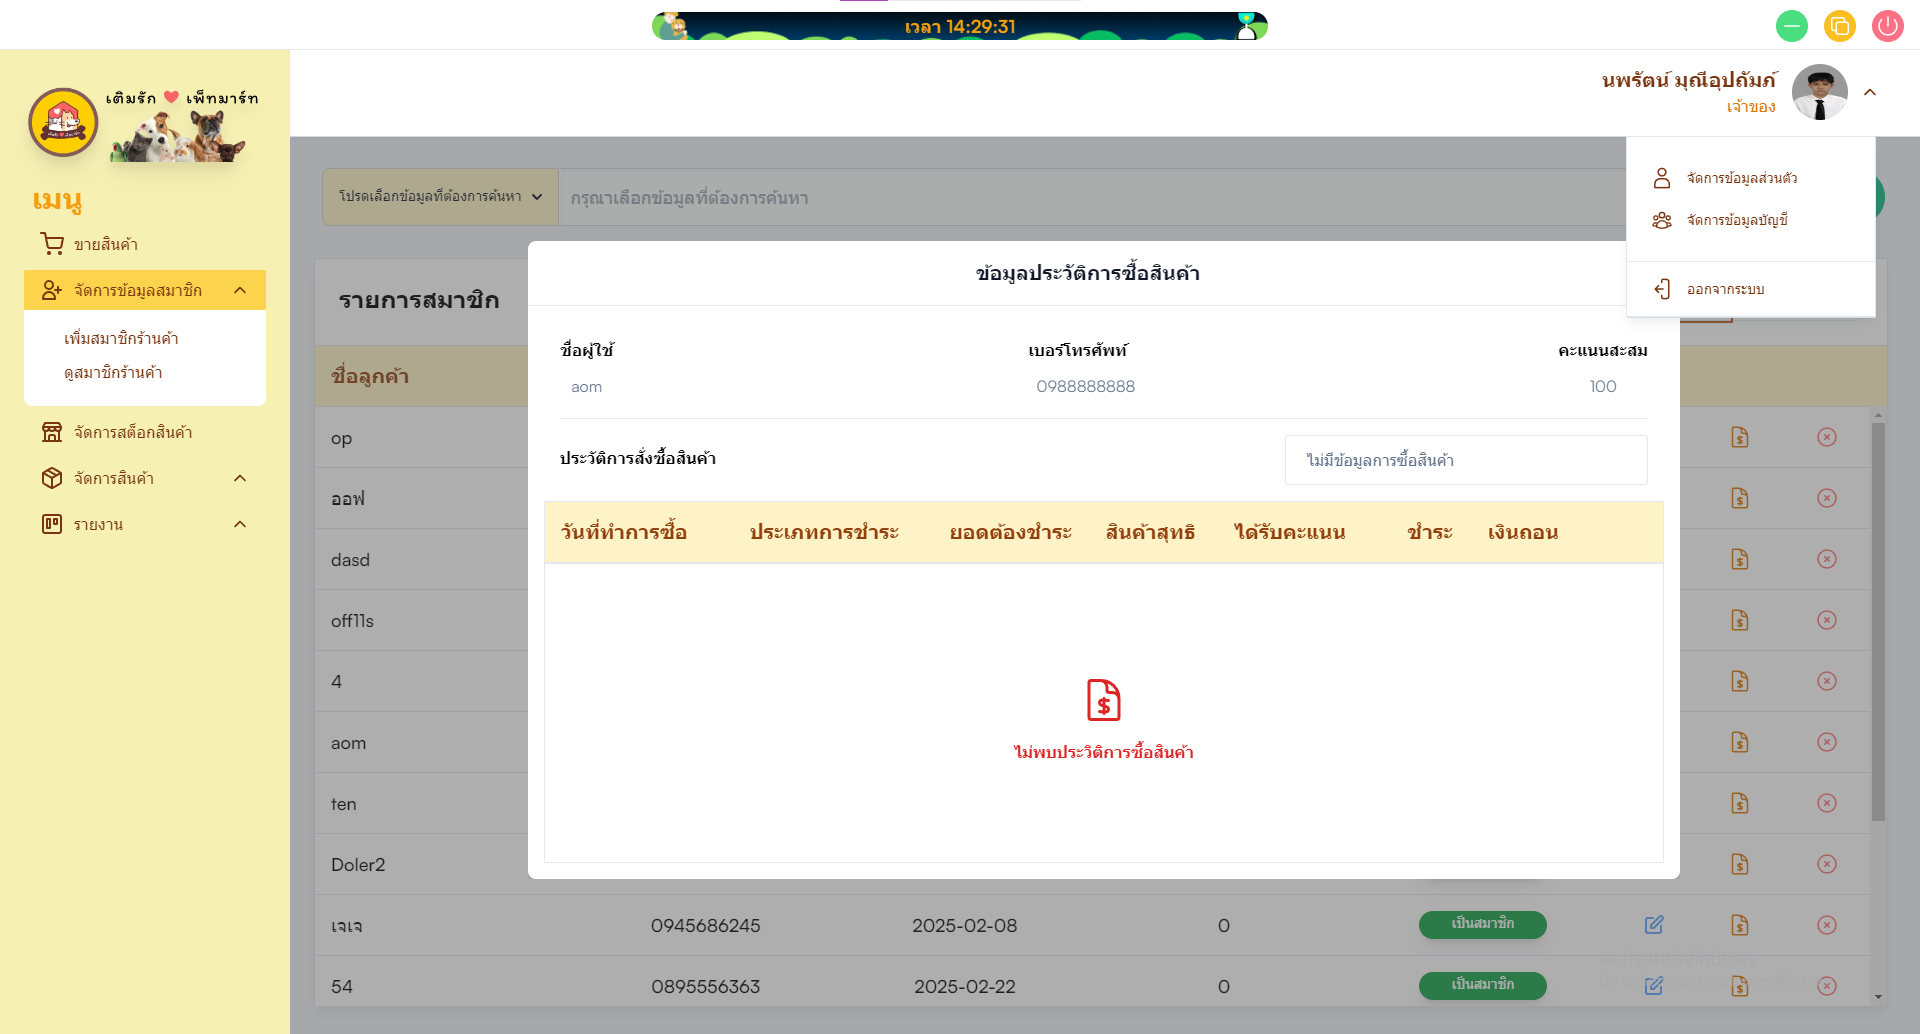 เวลา 14:29:31
เติมรัก เพ็ทมาร์ท
นพรัตน์ มุณีอุปถัมภ์
เจ้าของ
จัดการข้อมูลส่วนตัว
จัดการข้อมูลบัญชี
ออกจากระบบ
เมนู
ขายสินค้า
จัดการข้อมูลสมาชิก
เพิ่มสมาชิกร้านค้า
ดูสมาชิกร้านค้า
จัดการสต็อกสินค้า
จัดการสินค้า
รายงาน
โปรดเลือกข้อมูลที่ต้องการค้นหา
กรุณาเลือกข้อมูลที่ต้องการค้นหา
รายการสมาชิก
ชื่อลูกค้า
op
ออฟ
dasd
off11s
4
aom
ten
Doler2
เจเจ 0945686245 2025-02-08 0 เป็นสมาชิก
54 0895556363 2025-02-22 0 เป็นสมาชิก
ข้อมูลประวัติการซื้อสินค้า
ชื่อผู้ใช้ เบอร์โทรศัพท์ คะแนนสะสม
aom 0988888888 100
ประวัติการสั่งซื้อสินค้า ไม่มีข้อมูลการซื้อสินค้า
วันที่ทำการซื้อ ประเภทการชำระ ยอดต้องชำระ สินค้าสุทธิ ได้รับคะแนน ชำระ เงินถอน
ไม่พบประวิติการซื้อสินค้า
Activate Windows